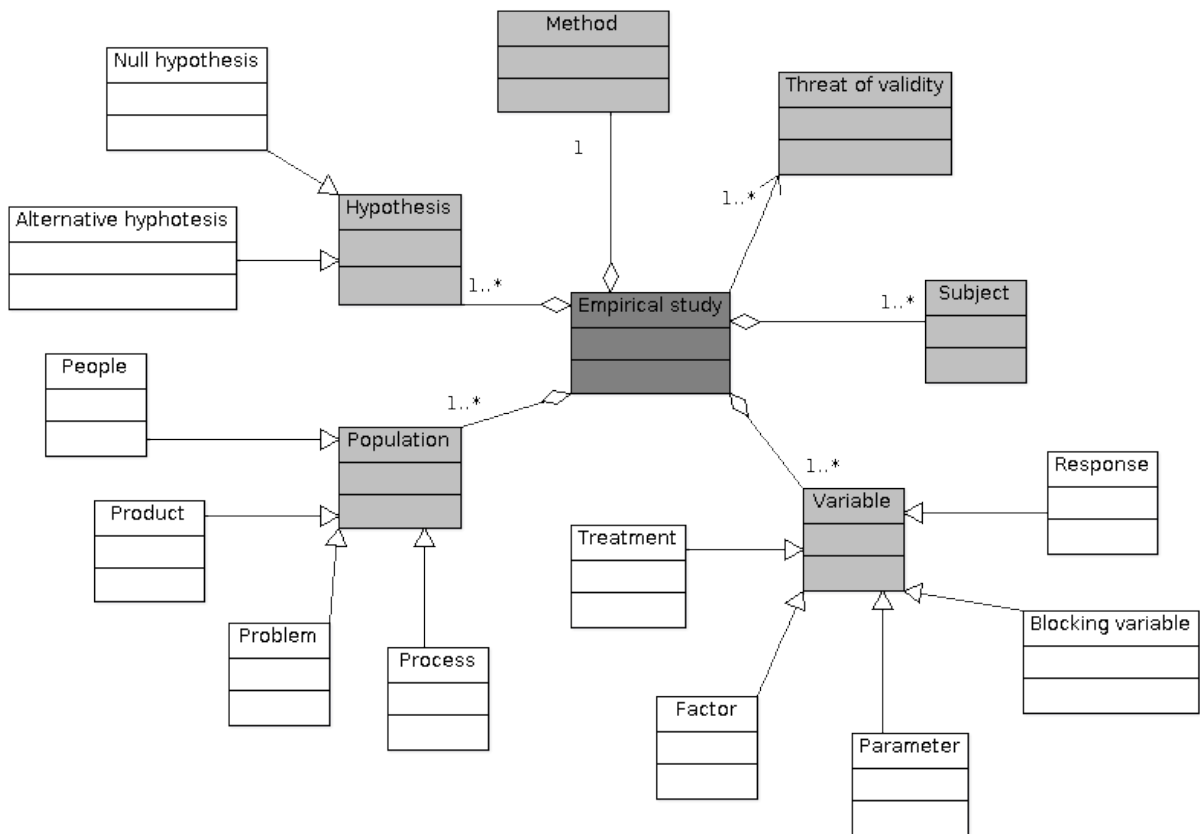 Method
Null hypothesis
Threat of validity
1
1..*
Alternative hyphotesis
Hypothesis
1..*
Empirical study
1..*
Subject
People
1..*
Population
1..*
Response
Product
Variable
Treatment
Problem
Process
Blocking variable
Factor
Parameter